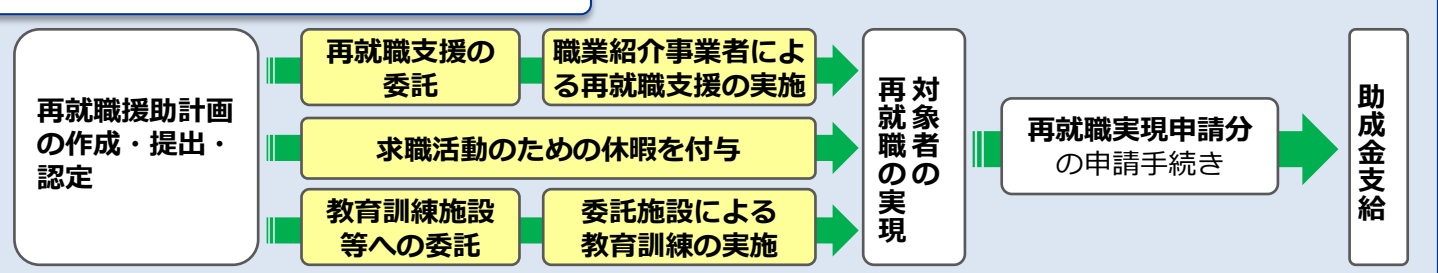 再就職援助計画
の作成・提出・
認定
再就職支援の
委託
職業紹介事業者によ
る再就職支援の実施
求職活動のための休暇を付与
教育訓練施設
等への委託
委託施設による
教育訓練の実施
対象者の
再就職の実現
再就職実現申請分
の申請手続き
助成金支給